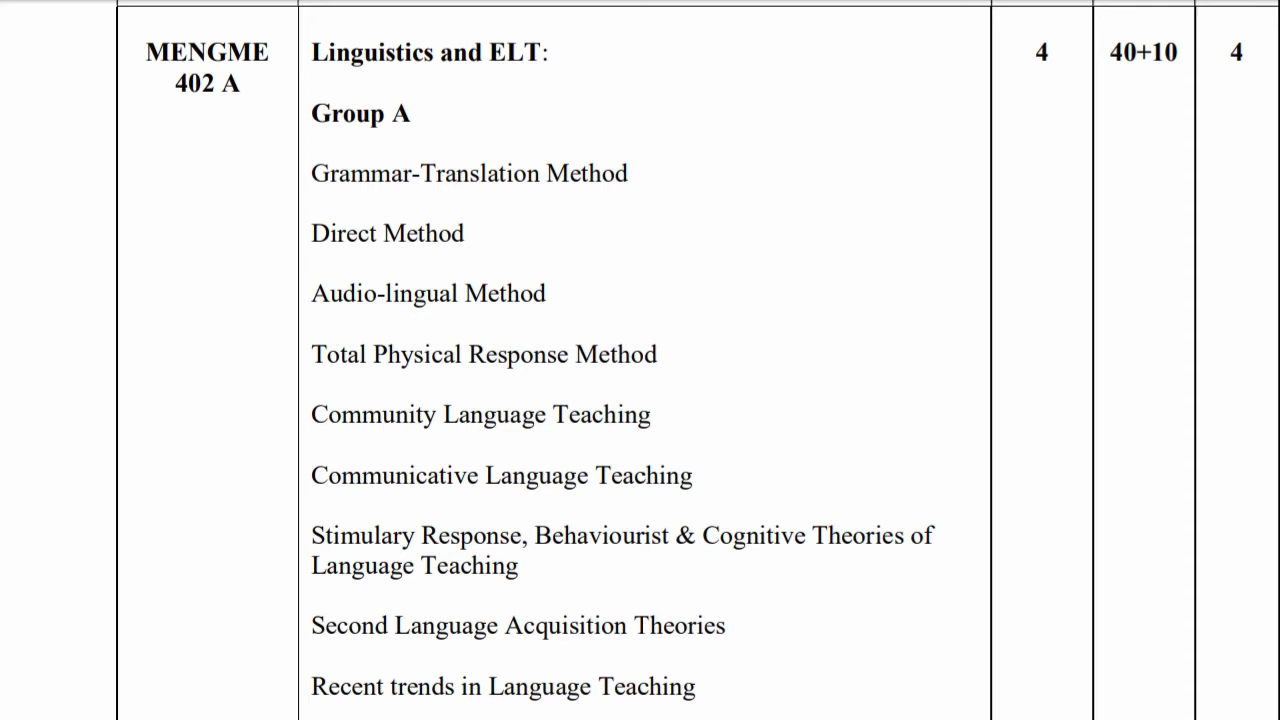 MENGME
402 A
Linguistics and ELT:
4
40+10
4
Group A
Grammar-Translation Method
Direct Method
Audio-lingual Method
Total Physical Response Method
Community Language Teaching
Communicative Language Teaching
Stimulary Response, Behaviourist & Cognitive Theories of
Language Teaching
Second Language Acquisition Theories
Recent trends in Language Teaching